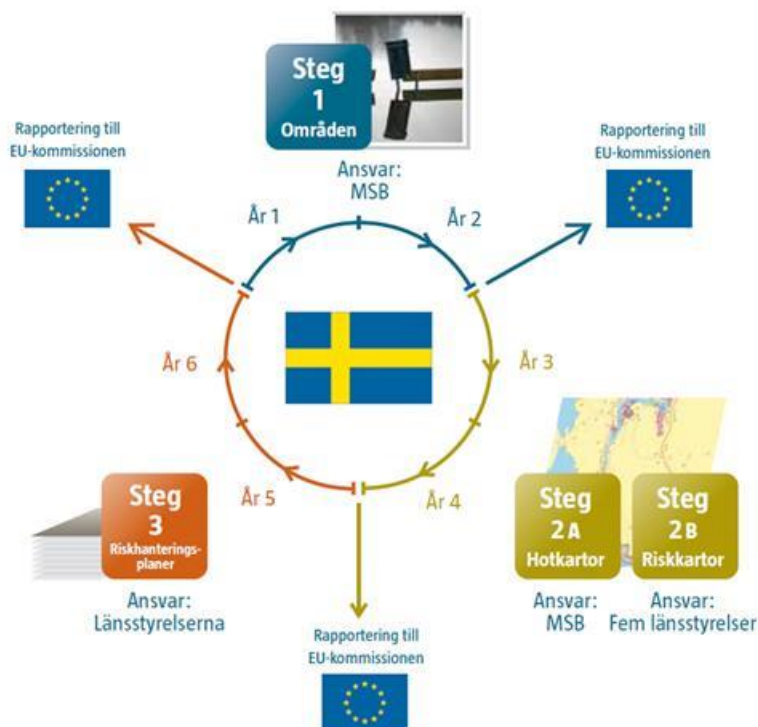 Steg
1
Områden
Rapportering till
EU-kommissionen
Rapportering till
EU-kommissionen
Ansvar:
MSB
År 1
År 2
År 6
År 3
År 5
År 4
Steg
3
Riskhanterings-
planer
Ansvar:
Länsstyrelserna
Steg
2A
Hotkartor
Steg
2B
Riskkartor
Ansvar:
MSB
Ansvar:
Fem länsstyrelser
Rapportering till
EU-kommissionen